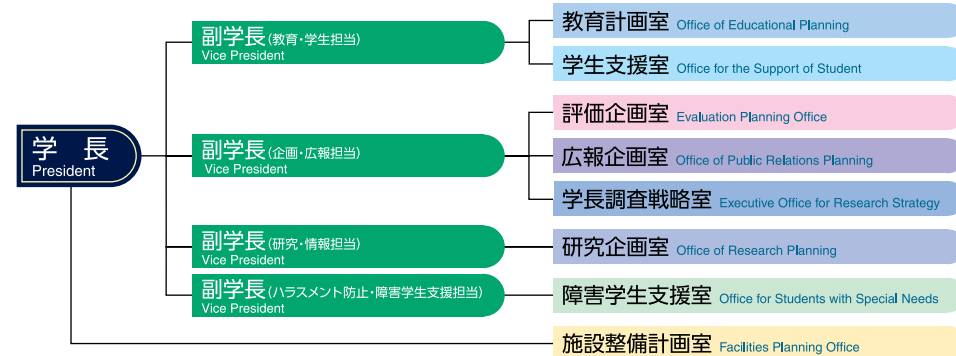 学長
President
副学長(教育・学生担当)
Vice President
教育計画室 Office of Educational Planning
学生支援室 Office for the Support of Student
副学長(企画・広報担当)
Vice President
評価企画室 Evaluation Planning Office
広報企画室 Office of Public Relations Planning
学長調査戦略室 Executive Office for Research Strategy
副学長(研究・情報担当)
Vice President
研究企画室 Office of Research Planning
副学長(ハラスメント防止・障害学生支援担当)
Vice President
障害学生支援室 Office for Students with Special Needs
施設整備計画室 Facilities Planning Office